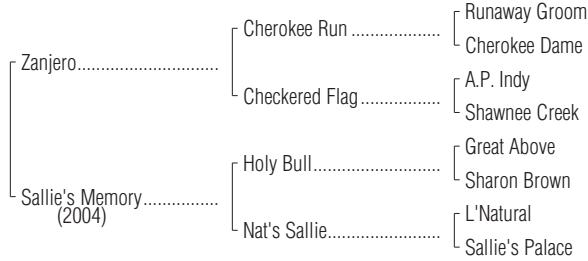 Runaway Groom
Cherokee Run ....................
Cherokee Dame
Zanjero..............................
A.P. Indy
Checkered Flag ..................
Shawnee Creek
Great Above
Holy Bull.............................
Sharon Brown
Sallie's Memory................
(2004)
L'Natural
Nat's Sallie.........................
Sallie's Palace